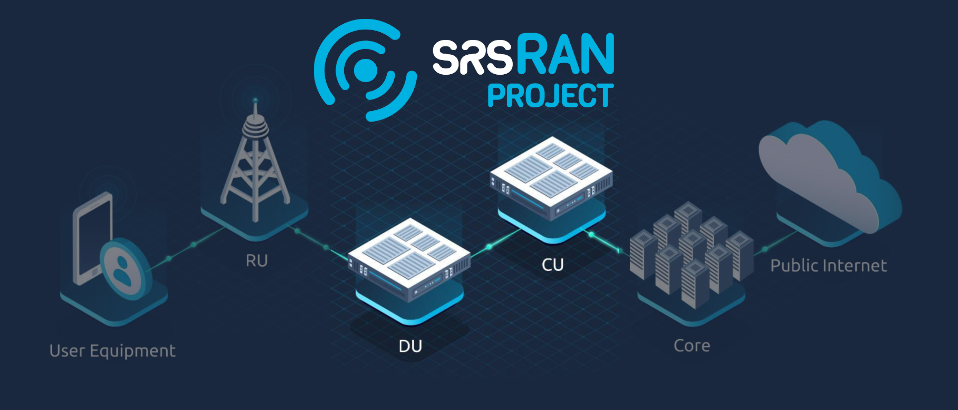 srsRAN
PROJECT
RU
CU
Public Internet
User Equipment
DU
Core